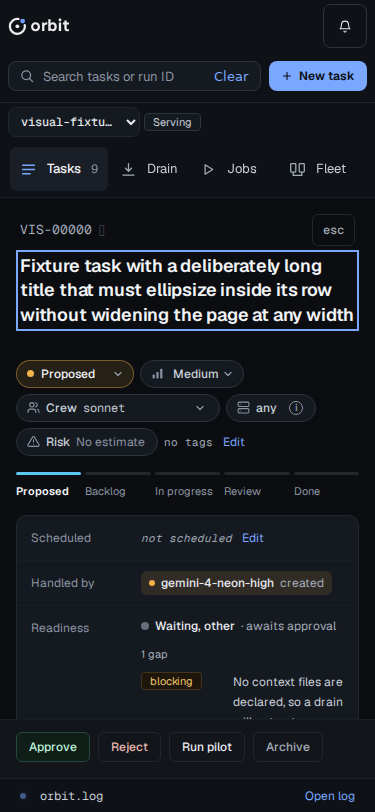 orbit
Search tasks or run ID Clear
+ New task
visual-fixtu… Serving
Tasks 9 Drain Jobs Fleet
VIS-00000 esc
Fixture task with a deliberately long
title that must ellipsize inside its row
without widening the page at any width
Proposed Medium
Crew sonnet any
Risk No estimate no tags Edit
Proposed Backlog In progress Review Done
Scheduled not scheduled Edit
Handled by gemini-4-neon-high created
Readiness Waiting, other · awaits approval
1 gap
blocking No context files are
declared, so a drain
Approve Reject Run pilot Archive
orbit.log Open log